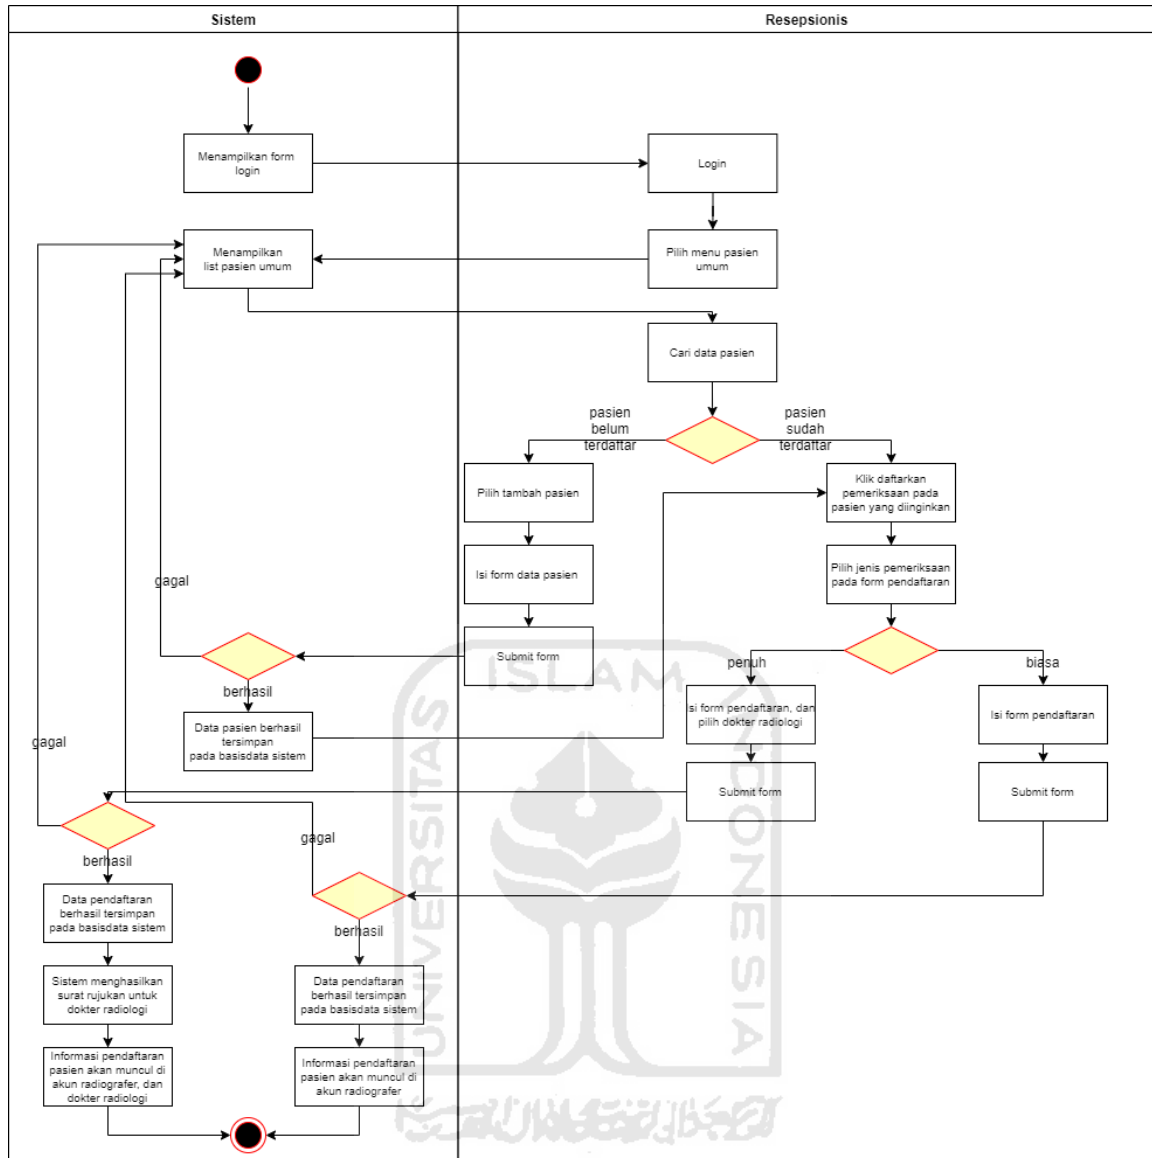 Sistem
Resepsionis
Menampilkan form
login
Login
Menampilkan
list pasien umum
Pilih menu pasien
umum
Cari data pasien
pasien
belum
terdaftar
pasien
sudah
terdaftar
Pilih tambah pasien
Klik daftarkan
pemeriksaan pada
pasien yang diinginkan
Isi form data pasien
Pilih jenis pemeriksaan
pada form pendaftaran
gagal
Submit form
penuh
biasa
berhasil
Data pasien berhasil
tersimpan
pada basisdata sistem
Isi form pendaftaran, dan
pilih dokter radiologi
Isi form pendaftaran
gagal
Submit form
Submit form
gagal
berhasil
Data pendaftaran
berhasil tersimpan
pada basisdata sistem
berhasil
Sistem menghasilkan
surat rujukan untuk
dokter radiologi
Data pendaftaran
berhasil tersimpan
pada basisdata sistem
Informasi pendaftaran
pasien akan muncul di
akun radiografer, dan
dokter radiologi
Informasi pendaftaran
pasien akan muncul di
akun radiografer
UNIVERSITAS
ISLAM
INDONESIA